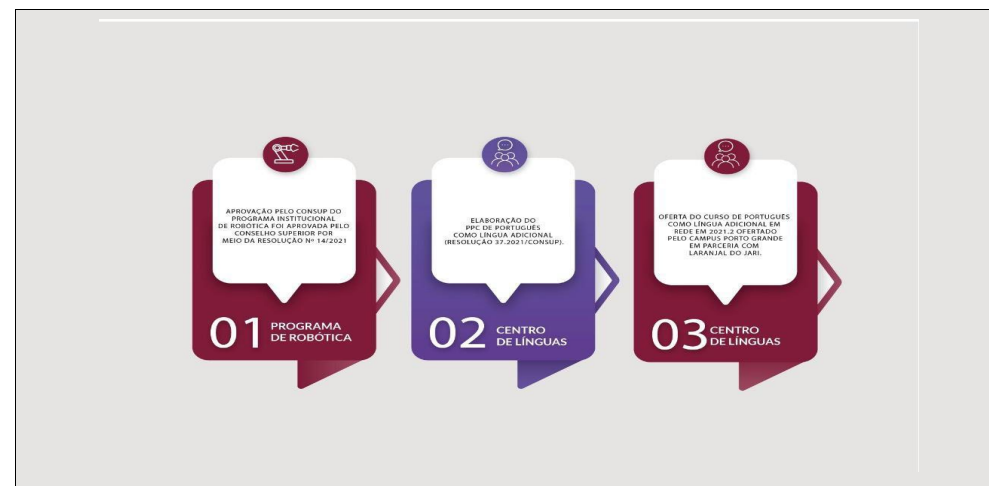 APROVAÇÃO PELO CONSUP DO
PROGRAMA INSTITUCIONAL
DE ROBÓTICA FOI APROVADA PELO
CONSELHO SUPERIOR POR
MEIO DA RESOLUÇÃO Nº 14/2021
01 PROGRAMA
DE ROBÓTICA
ELABORAÇÃO DO
PPC DE PORTUGUÊS
COMO LÍNGUA ADICIONAL
(RESOLUÇÃO 37.2021/CONSUP).
02 CENTRO
DE LÍNGUAS
OFERTA DO CURSO DE PORTUGUÊS
COMO LÍNGUA ADICIONAL EM
REDE EM 2021.2 OFERTADO
PELO CAMPUS PORTO GRANDE
EM PARCERIA COM
LARANJAL DO JARI.
03 CENTRO
DE LÍNGUAS